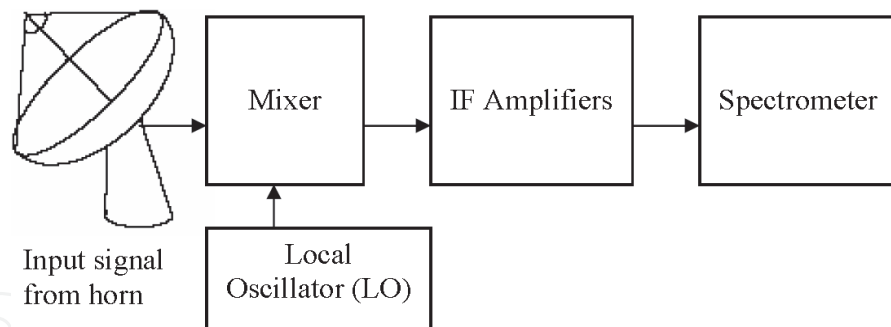 Mixer
IF Amplifiers
Spectrometer
Input signal
from horn
Local
Oscillator (LO)